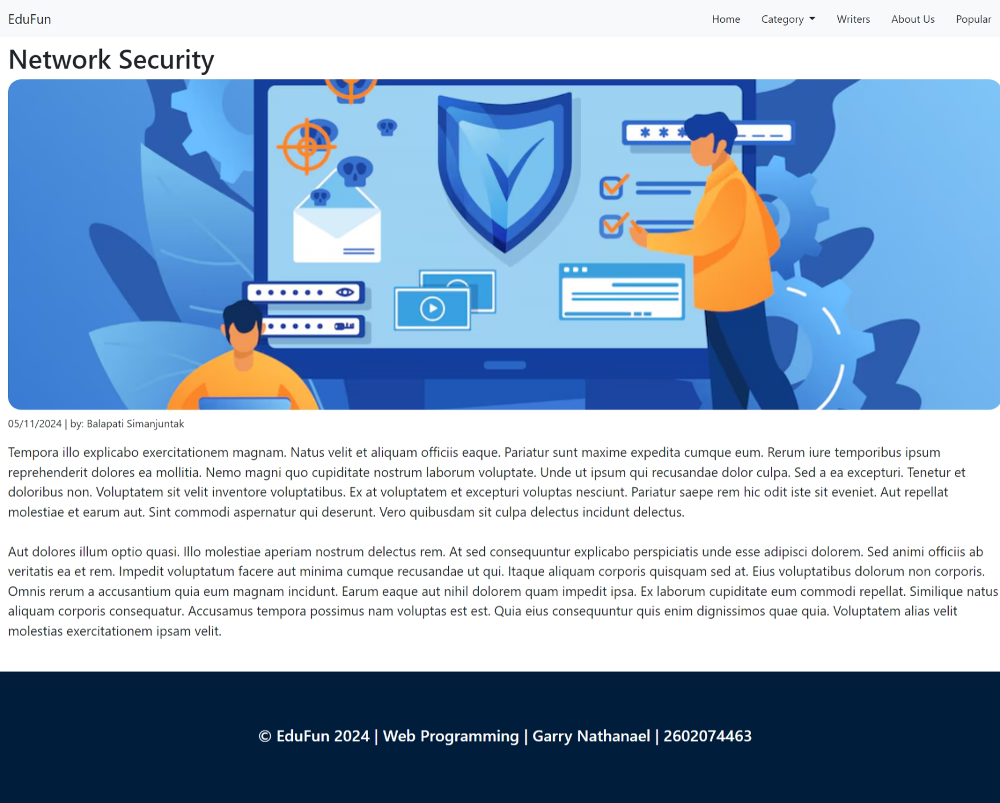 EduFun
Home Category Writers About Us Popular
Network Security
* * *
05/11/2024 | by: Balapati Simanjuntak
Tempora illo explicabo exercitationem magnam. Natus velit et aliquam officiis eaque. Pariatur sunt maxime expedita cumque eum. Rerum iure temporibus ipsum
reprehenderit dolores ea mollitia. Nemo magni quo cupiditate nostrum laborum voluptate. Unde ut ipsum qui recusandae dolor culpa. Sed a ea excepturi. Tenetur et
doloribus non. Voluptatem sit velit inventore voluptatibus. Ex at voluptatem et excepturi voluptas nesciunt. Pariatur saepe rem hic odit iste sit eveniet. Aut repellat
molestiae et earum aut. Sint commodi aspernatur qui deserunt. Vero quibusdam sit culpa delectus incidunt delectus.
Aut dolores illum optio quasi. Illo molestiae aperiam nostrum delectus rem. At sed consequuntur explicabo perspiciatis unde esse adipisci dolorem. Sed animi officiis ab
veritatis ea et rem. Impedit voluptatum facere aut minima cumque recusandae ut qui. Itaque aliquam corporis quisquam sed at. Eius voluptatibus dolorum non corporis.
Omnis rerum a accusantium quia eum magnam incidunt. Earum eaque aut nihil dolorem quam impedit ipsa. Ex laborum cupiditate eum commodi repellat. Similique natus
aliquam corporis consequatur. Accusamus tempora possimus nam voluptas est est. Quia eius consequuntur quis enim dignissimos quae quia. Voluptatem alias velit
molestias exercitationem ipsam velit.
© EduFun 2024 | Web Programming | Garry Nathanael | 2602074463